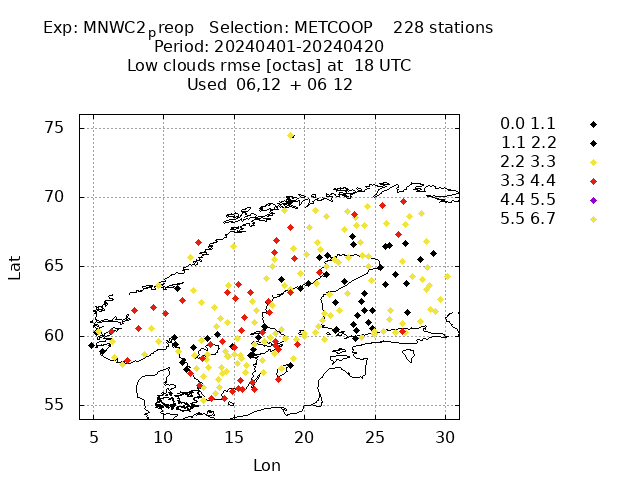 Exp: MNWC2preop Selection: METCOOP 228 stations
Period: 20240401-20240420
Low clouds rmse [octas] at 18 UTC
Used 06,12 + 06 12
75
70
65
60
55
5 10 15 20 25 30
Lat
Lon
0.0 1.1
1.1 2.2
2.2 3.3
3.3 4.4
4.4 5.5
5.5 6.7